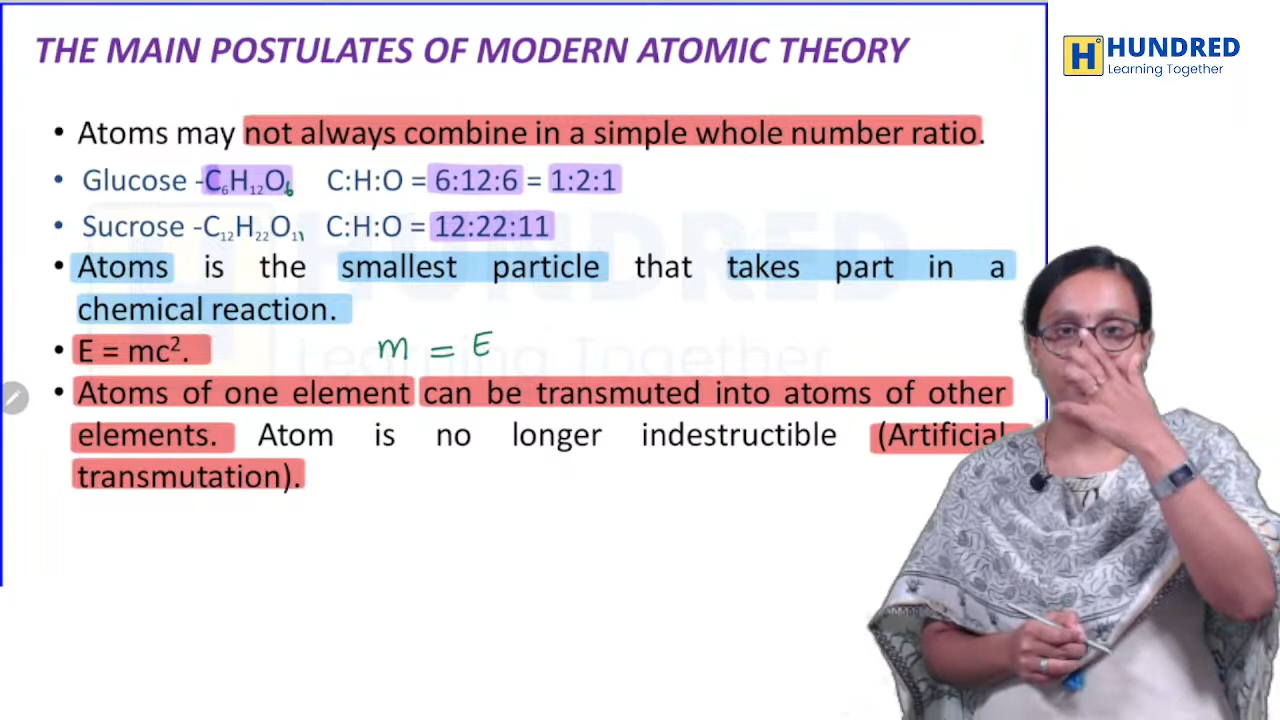 THE MAIN POSTULATES OF MODERN ATOMIC THEORY
H° HUNDRED
Learning Together
• Atoms may not always combine in a simple whole number ratio.
• Glucose -C₆H₁₂O₆ C:H:O = 6:12:6 = 1:2:1
• Sucrose -C₁₂H₂₂O₁₁ C:H:O = 12:22:11
• Atoms is the smallest particle that takes part in a
chemical reaction.
• E = mc². m = E
• Atoms of one element can be transmuted into atoms of other
elements. Atom is no longer indestructible (Artificial
transmutation).
HUNDRED
Learning Together